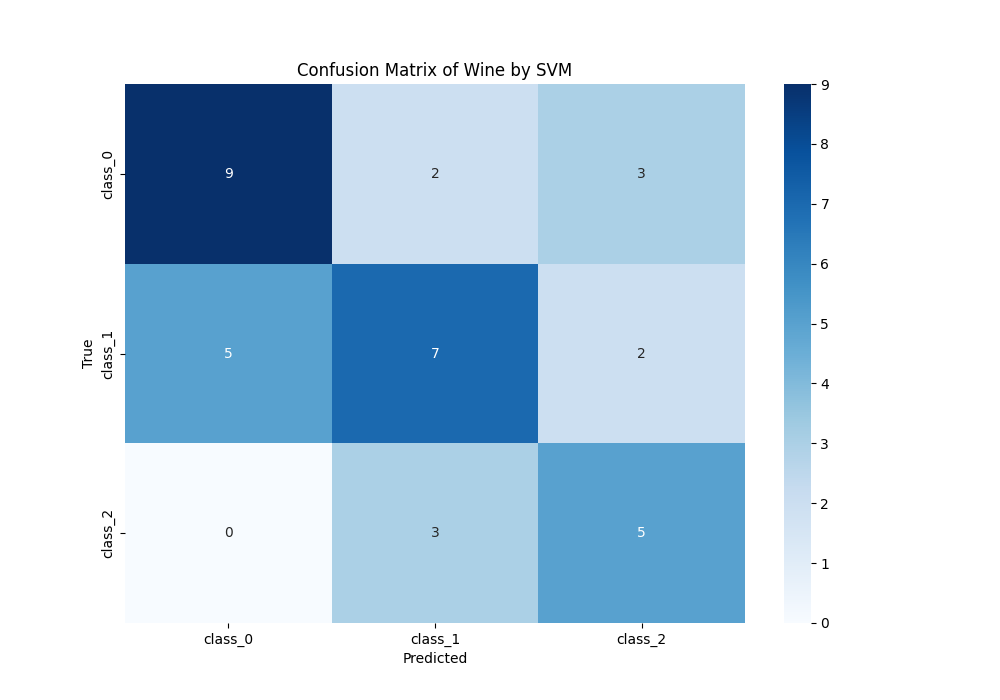 Confusion Matrix of Wine by SVM
True
class_0
class_1
class_2
9 2 3
5 7 2
0 3 5
class_0 class_1 class_2
Predicted
9
8
7
6
5
4
3
2
1
0